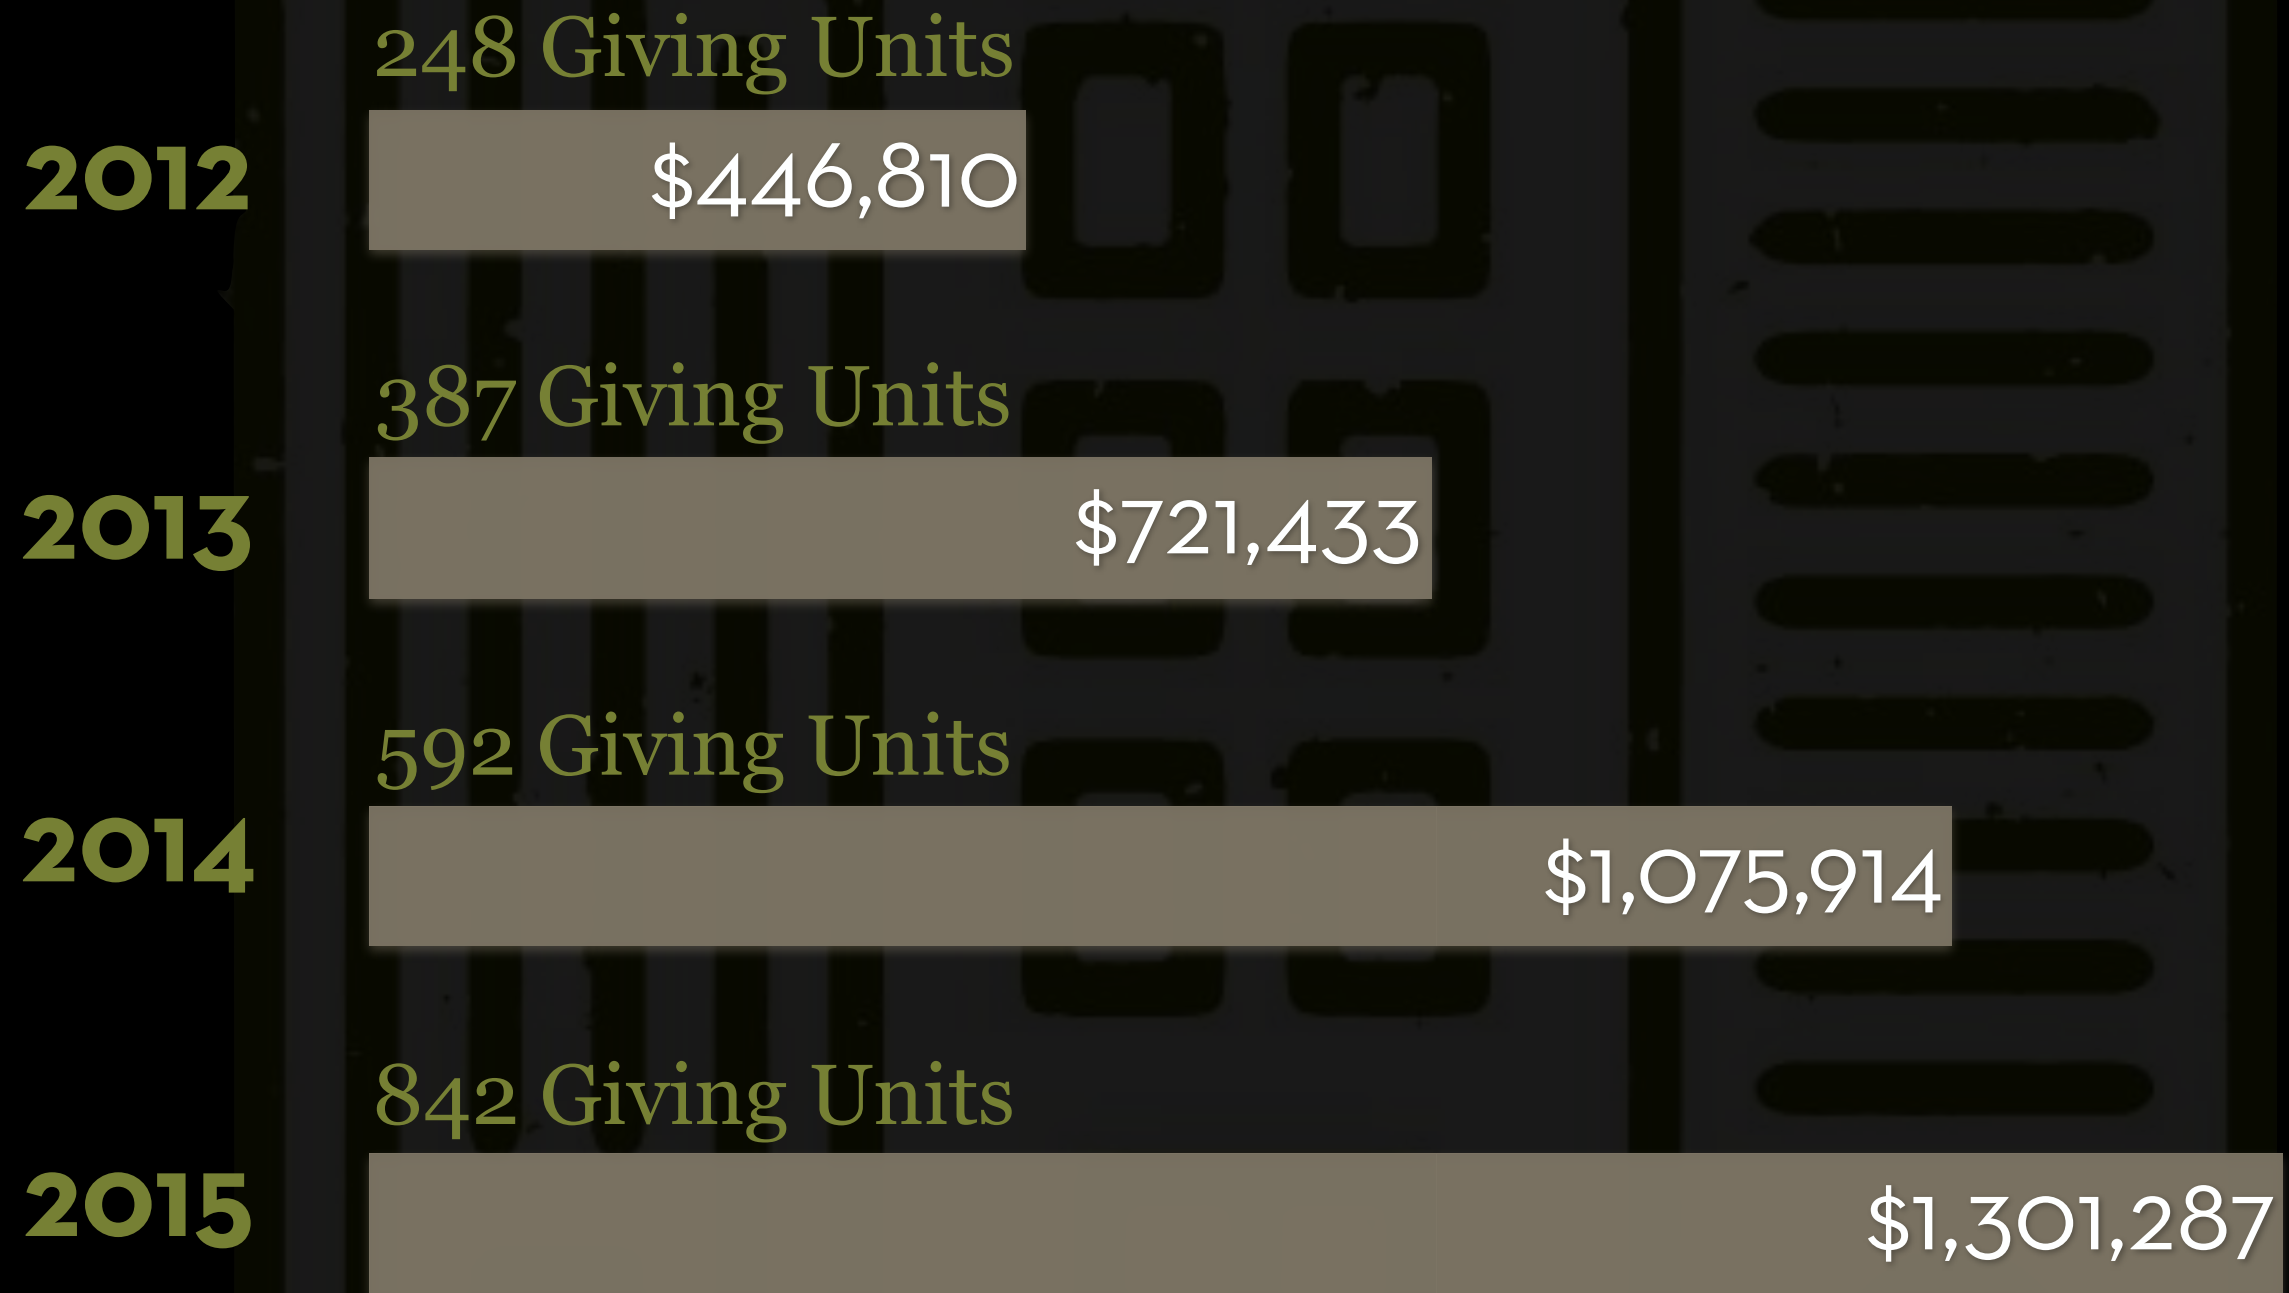 248 Giving Units
2012
$446,810
387 Giving Units
2013
$721,433
592 Giving Units
2014
$1,075,914
842 Giving Units
2015
$1,301,287